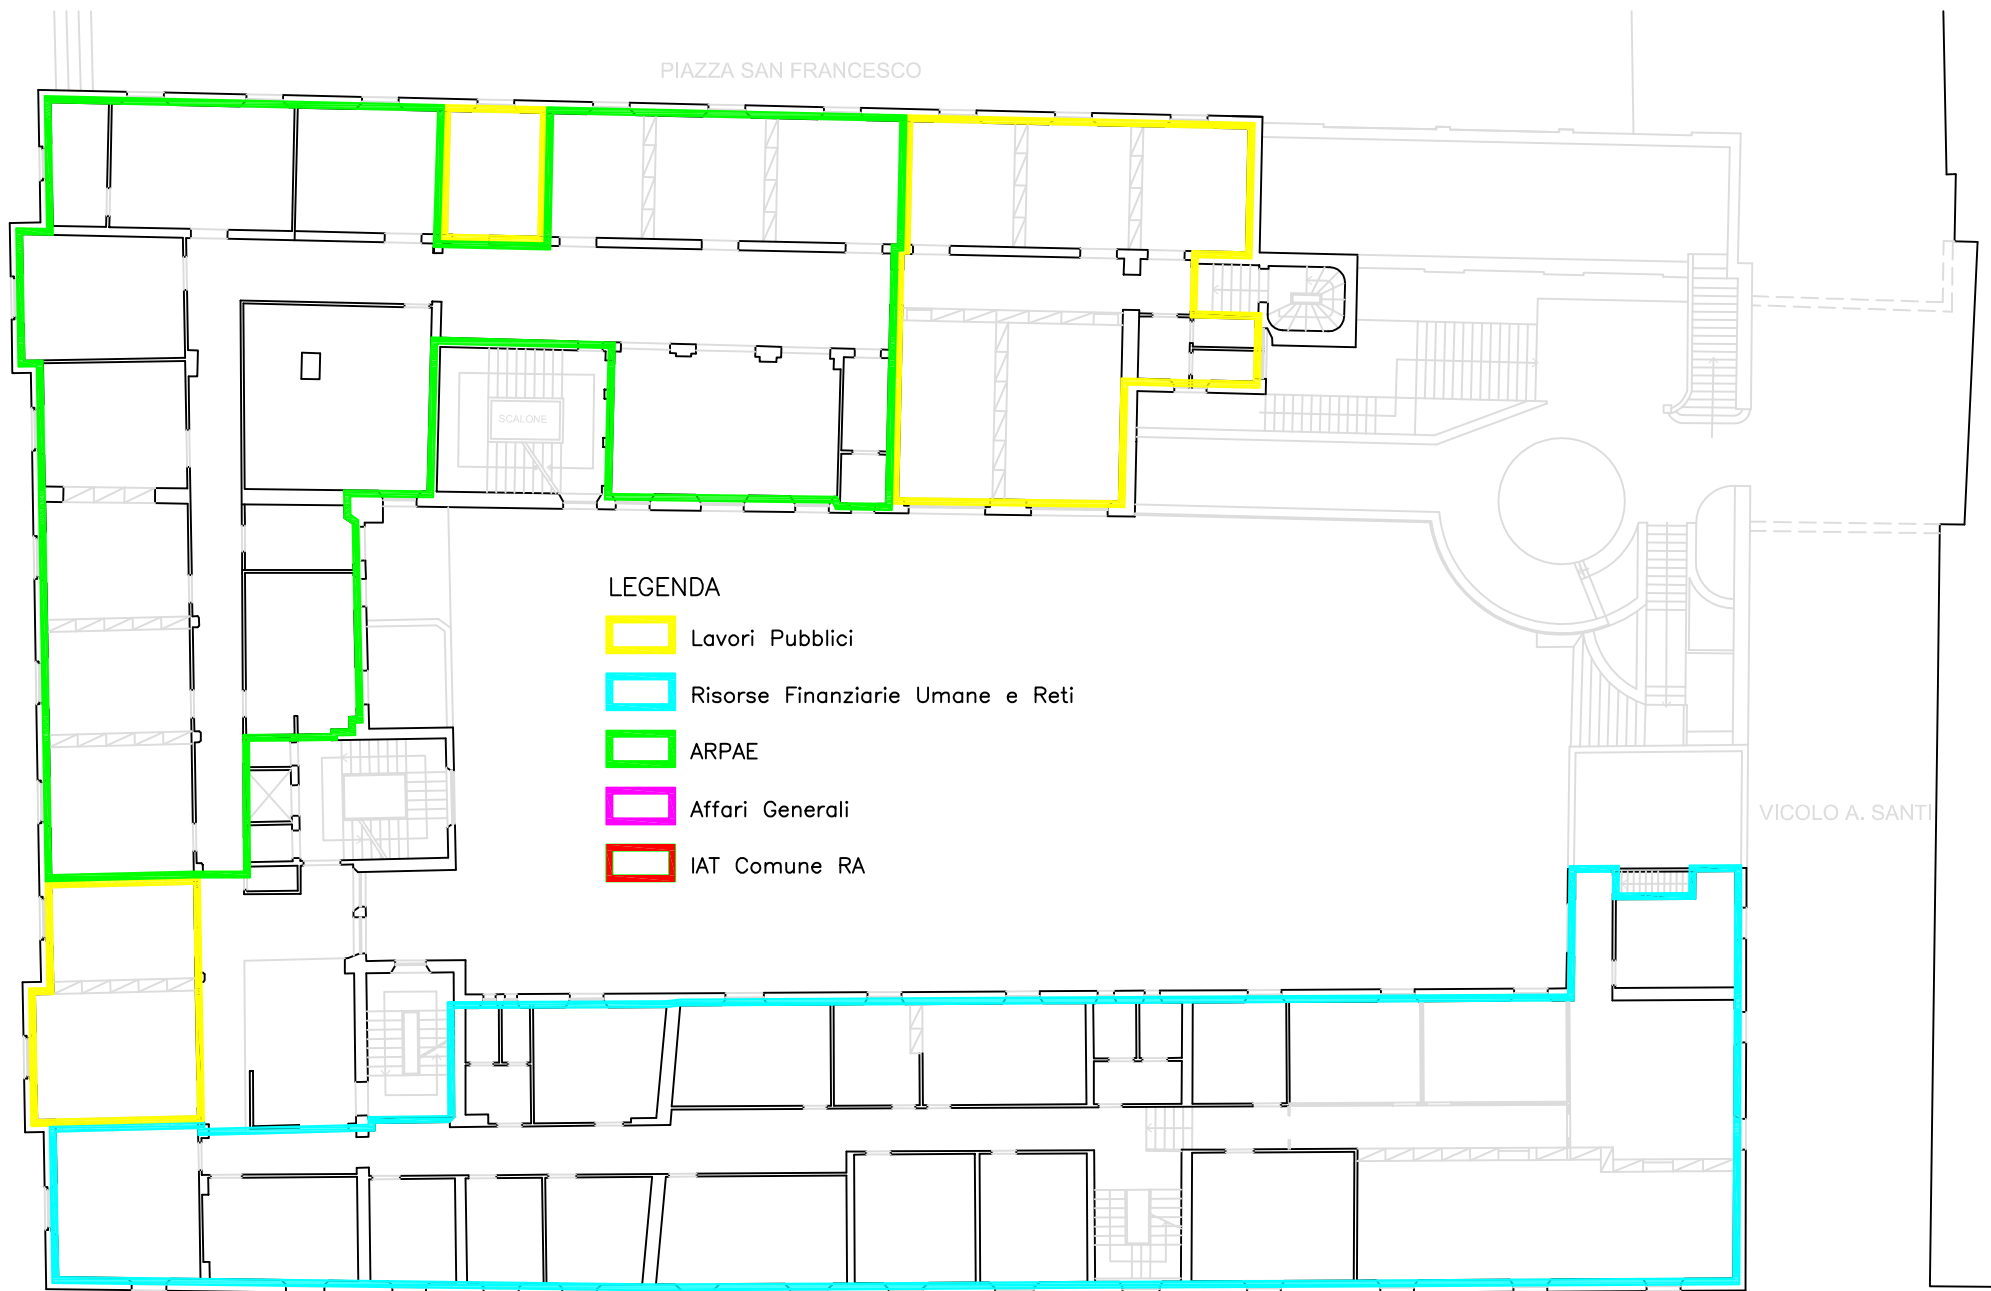 PIAZZA SAN FRANCESCO
SCALONE
LEGENDA
Lavori Pubblici
Risorse Finanziarie Umane e Reti
ARPAE
Affari Generali
IAT Comune RA
VICOLO A. SANTI